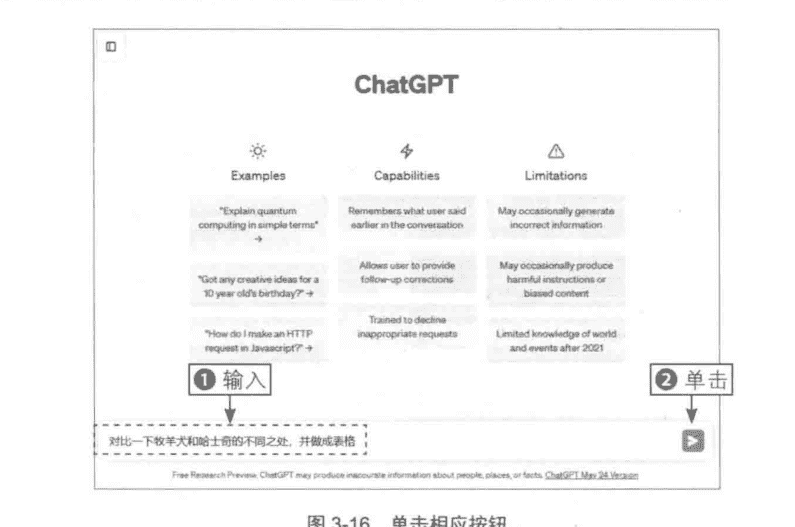 ChatGPT
Examples
"Explain quantum
computing in simple terms"
→
"Got any creative ideas for a
10 year old's birthday?" →
"How do I make an HTTP
request in Javascript?" →
Capabilities
Remembers what user said
earlier in the conversation
Allows user to provide
follow-up corrections
Trained to decline
inappropriate requests
Limitations
May occasionally generate
incorrect information
May occasionally produce
harmful instructions or
biased content
Limited knowledge of world
and events after 2021
❶ 输入
❷ 单击
对比一下牧羊犬和哈士奇的不同之处，并做成表格
Free Research Preview. ChatGPT may produce inaccurate information about people, places, or facts. ChatGPT May 24 Version
图 3-16 单击相应按钮